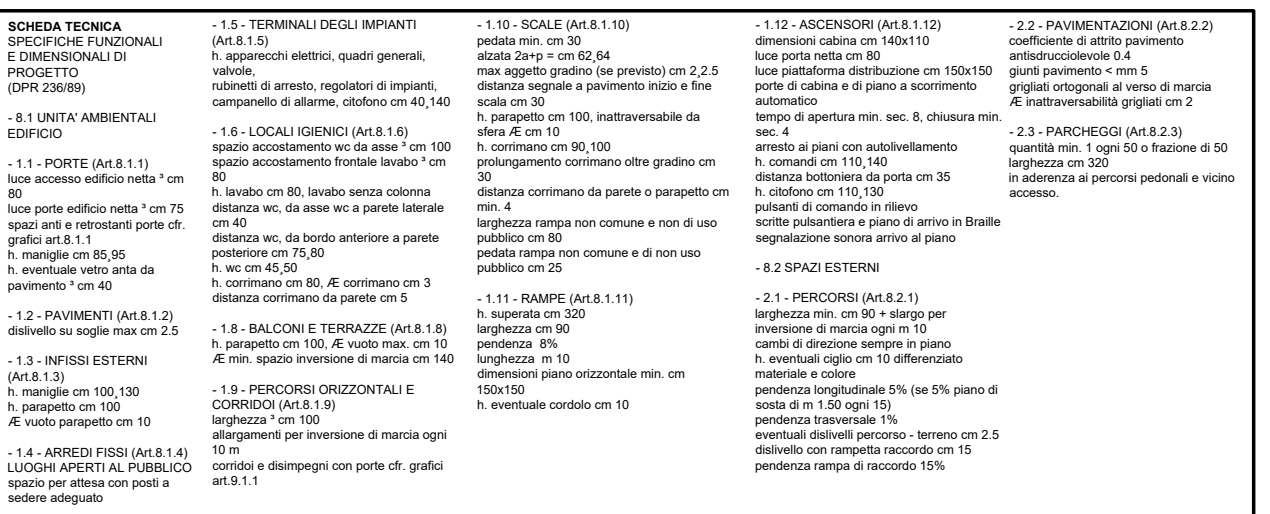 SCHEDA TECNICA
SPECIFICHE FUNZIONALI
E DIMENSIONALI DI
PROGETTO
(DPR 236/89)
- 8.1 UNITA' AMBIENTALI
EDIFICIO
- 1.1 - PORTE (Art.8.1.1)
luce accesso edificio netta ³ cm
80
luce porte edificio netta ³ cm 75
spazi anti e retrostanti porte cfr.
grafici art.8.1.1
h. maniglie cm 85¸95
h. eventuale vetro anta da
pavimento ³ cm 40
- 1.2 - PAVIMENTI (Art.8.1.2)
dislivello su soglie max cm 2.5
- 1.3 - INFISSI ESTERNI
(Art.8.1.3)
h. maniglie cm 100¸130
h. parapetto cm 100
Æ vuoto parapetto cm 10
- 1.4 - ARREDI FISSI (Art.8.1.4)
LUOGHI APERTI AL PUBBLICO
spazio per attesa con posti a
sedere adeguato
- 1.5 - TERMINALI DEGLI IMPIANTI
(Art.8.1.5)
h. apparecchi elettrici, quadri generali,
valvole,
rubinetti di arresto, regolatori di impianti,
campanello di allarme, citofono cm 40¸140
- 1.6 - LOCALI IGIENICI (Art.8.1.6)
spazio accostamento wc da asse ³ cm 100
spazio accostamento frontale lavabo ³ cm
80
h. lavabo cm 80, lavabo senza colonna
distanza wc, da asse wc a parete laterale
cm 40
distanza wc, da bordo anteriore a parete
posteriore cm 75¸80
h. wc cm 45¸50
h. corrimano cm 80, Æ corrimano cm 3
distanza corrimano da parete cm 5
- 1.8 - BALCONI E TERRAZZE (Art.8.1.8)
h. parapetto cm 100, Æ vuoto max. cm 10
Æ min. spazio inversione di marcia cm 140
- 1.9 - PERCORSI ORIZZONTALI E
CORRIDOI (Art.8.1.9)
larghezza ³ cm 100
allargamenti per inversione di marcia ogni
10 m
corridoi e disimpegni con porte cfr. grafici
art.9.1.1
- 1.10 - SCALE (Art.8.1.10)
pedata min. cm 30
alzata 2a+p = cm 62¸64
max aggetto gradino (se previsto) cm 2¸2.5
distanza segnale a pavimento inizio e fine
scala cm 30
h. parapetto cm 100, inattraversabile da
sfera Æ cm 10
h. corrimano cm 90¸100
prolungamento corrimano oltre gradino cm
30
distanza corrimano da parete o parapetto cm
min. 4
larghezza rampa non comune e non di uso
pubblico cm 80
pedata rampa non comune e di non uso
pubblico cm 25
- 1.11 - RAMPE (Art.8.1.11)
h. superata cm 320
larghezza cm 90
pendenza 8%
lunghezza m 10
dimensioni piano orizzontale min. cm
150x150
h. eventuale cordolo cm 10
- 1.12 - ASCENSORI (Art.8.1.12)
dimensioni cabina cm 140x110
luce porta netta cm 80
luce piattaforma distribuzione cm 150x150
porte di cabina e di piano a scorrimento
automatico
tempo di apertura min. sec. 8, chiusura min.
sec. 4
arresto ai piani con autolivellamento
h. comandi cm 110¸140
distanza bottoniera da porta cm 35
h. citofono cm 110¸130
pulsanti di comando in rilievo
scritte pulsantiera e piano di arrivo in Braille
segnalazione sonora arrivo al piano
- 8.2 SPAZI ESTERNI
- 2.1 - PERCORSI (Art.8.2.1)
larghezza min. cm 90 + slargo per
inversione di marcia ogni m 10
cambi di direzione sempre in piano
h. eventuali ciglio cm 10 differenziato
materiale e colore
pendenza longitudinale 5% (se 5% piano di
sosta di m 1.50 ogni 15)
pendenza trasversale 1%
eventuali dislivelli percorso - terreno cm 2.5
dislivello con rampetta raccordo cm 15
pendenza rampa di raccordo 15%
- 2.2 - PAVIMENTAZIONI (Art.8.2.2)
coefficiente di attrito pavimento
antisdrucciolevole 0.4
giunti pavimento < mm 5
grigliati ortogonali al verso di marcia
Æ inattraversabilità grigliati cm 2
- 2.3 - PARCHEGGI (Art.8.2.3)
quantità min. 1 ogni 50 o frazione di 50
larghezza cm 320
in aderenza ai percorsi pedonali e vicino
accesso.